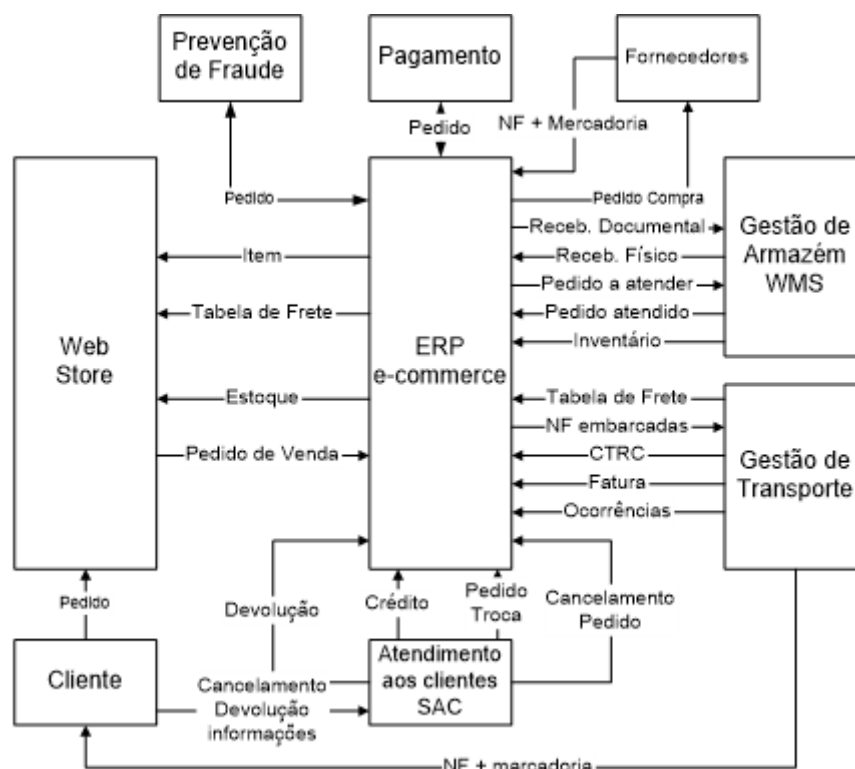 Prevenção
de Fraude
Pagamento
Fornecedores
Pedido
NF + Mercadoria
Pedido
Pedido Compra
Receb. Documental
Item
Receb. Físico
Gestão de
Armazém
WMS
Pedido a atender
Tabela de Frete
Pedido atendido
Web
Store
ERP
e-commerce
Inventário
Estoque
Tabela de Frete
NF embarcadas
Pedido de Venda
CTRC
Gestão de
Transporte
Fatura
Ocorrências
Pedido
Devolução
Crédito
Pedido
Troca
Cancelamento
Pedido
Cliente
Cancelamento
Devolução
informações
Atendimento
aos clientes
SAC
NF + marcadoria